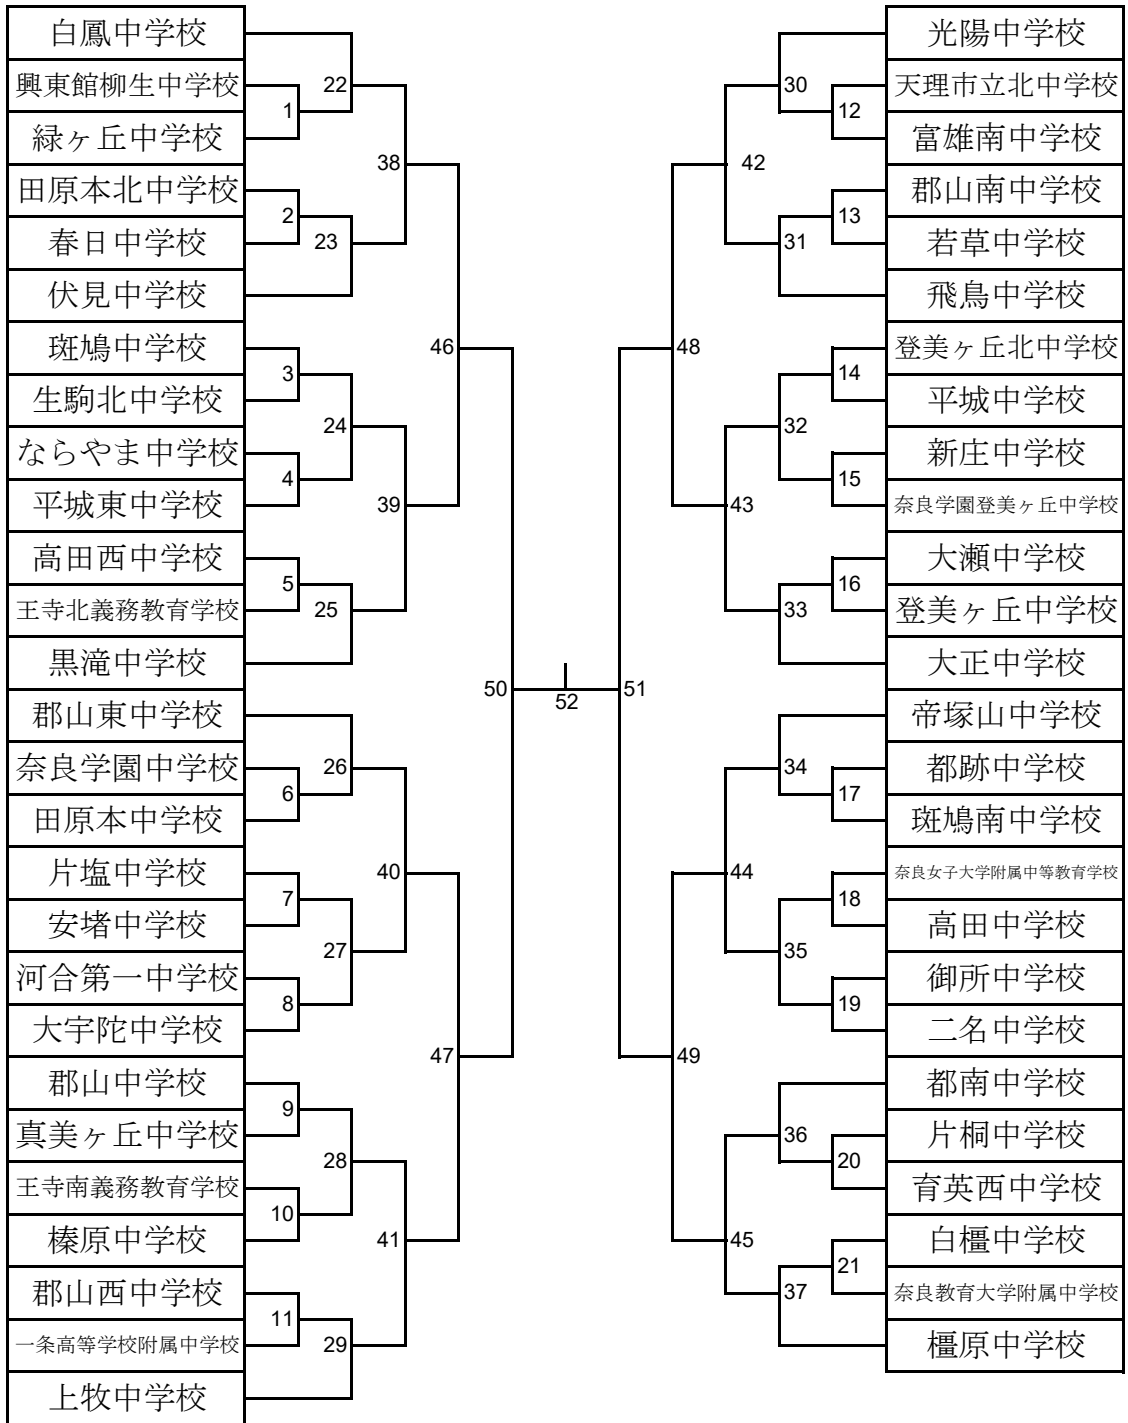 白鳳中学校
興東館柳生中学校
緑ヶ丘中学校
田原本北中学校
春日中学校
伏見中学校
斑鳩中学校
生駒北中学校
ならやま中学校
平城東中学校
高田西中学校
王寺北義務教育学校
黒滝中学校
郡山東中学校
奈良学園中学校
田原本中学校
片塩中学校
安堵中学校
河合第一中学校
大宇陀中学校
郡山中学校
真美ヶ丘中学校
王寺南義務教育学校
榛原中学校
郡山西中学校
一条高等学校附属中学校
上牧中学校
1
2
3
4
5
6
7
8
9
10
11
22
23
24
25
26
27
28
29
38
39
40
41
46
47
50
52
51
48
49
42
43
44
45
30
31
32
33
34
35
36
37
12
13
14
15
16
17
18
19
20
21
光陽中学校
天理市立北中学校
富雄南中学校
郡山南中学校
若草中学校
飛鳥中学校
登美ヶ丘北中学校
平城中学校
新庄中学校
奈良学園登美ヶ丘中学校
大瀬中学校
登美ヶ丘中学校
大正中学校
帝塚山中学校
都跡中学校
斑鳩南中学校
奈良女子大学附属中等教育学校
高田中学校
御所中学校
二名中学校
都南中学校
片桐中学校
育英西中学校
白橿中学校
奈良教育大学附属中学校
橿原中学校